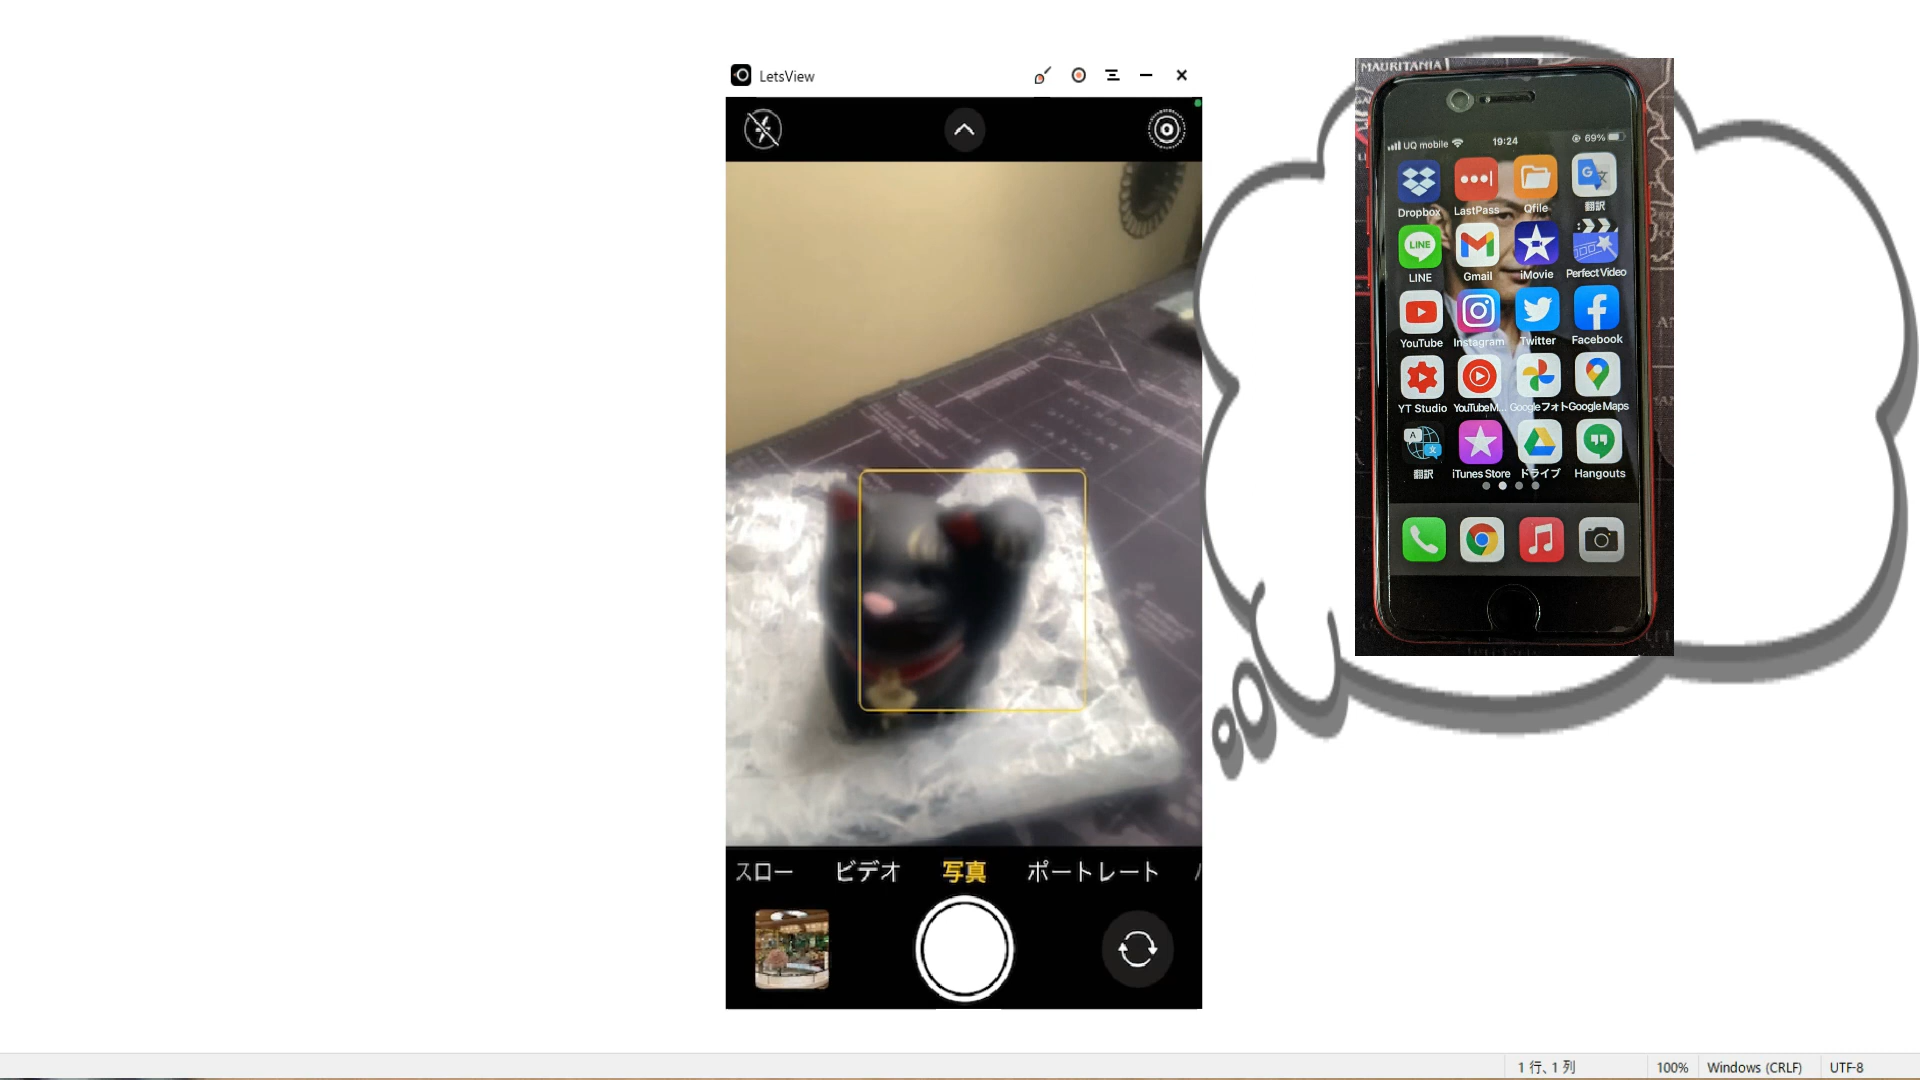 LetsView
スロー ビデオ 写真 ポートレート
MAURITANIA
UQ mobile 19:24 69%
Dropbox LastPass Qfile 翻訳
LINE
LINE Gmail iMovie Perfect Video
YouTube Instagram Twitter Facebook
YT Studio YouTubeM... Googleフォト Google Maps
翻訳 iTunes Store ドライブ Hangouts
1 行、1 列 100% Windows (CRLF) UTF-8